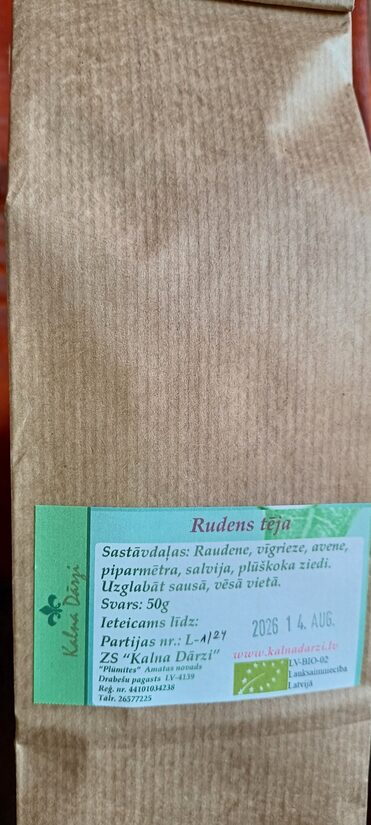 Kalna Dārzi
Rudens tēja
Sastāvdaļas: Raudene, vīgrieze, avene,
piparmētra, salvija, plūškoka ziedi.
Uzglabāt sausā, vēsā vietā.
Svars: 50g
Ieteicams līdz: 2026 14. AUG.
Partijas nr.: L-1/24
ZS "Kalna Dārzi" www.kalnadarzi.lv
"Plūmītes" Amatas novads
Drabešu pagasts LV-4139
Reģ. nr. 44101034238
Tālr. 26577225
LV-BIO-02
Lauksaimniecība
Latvijā